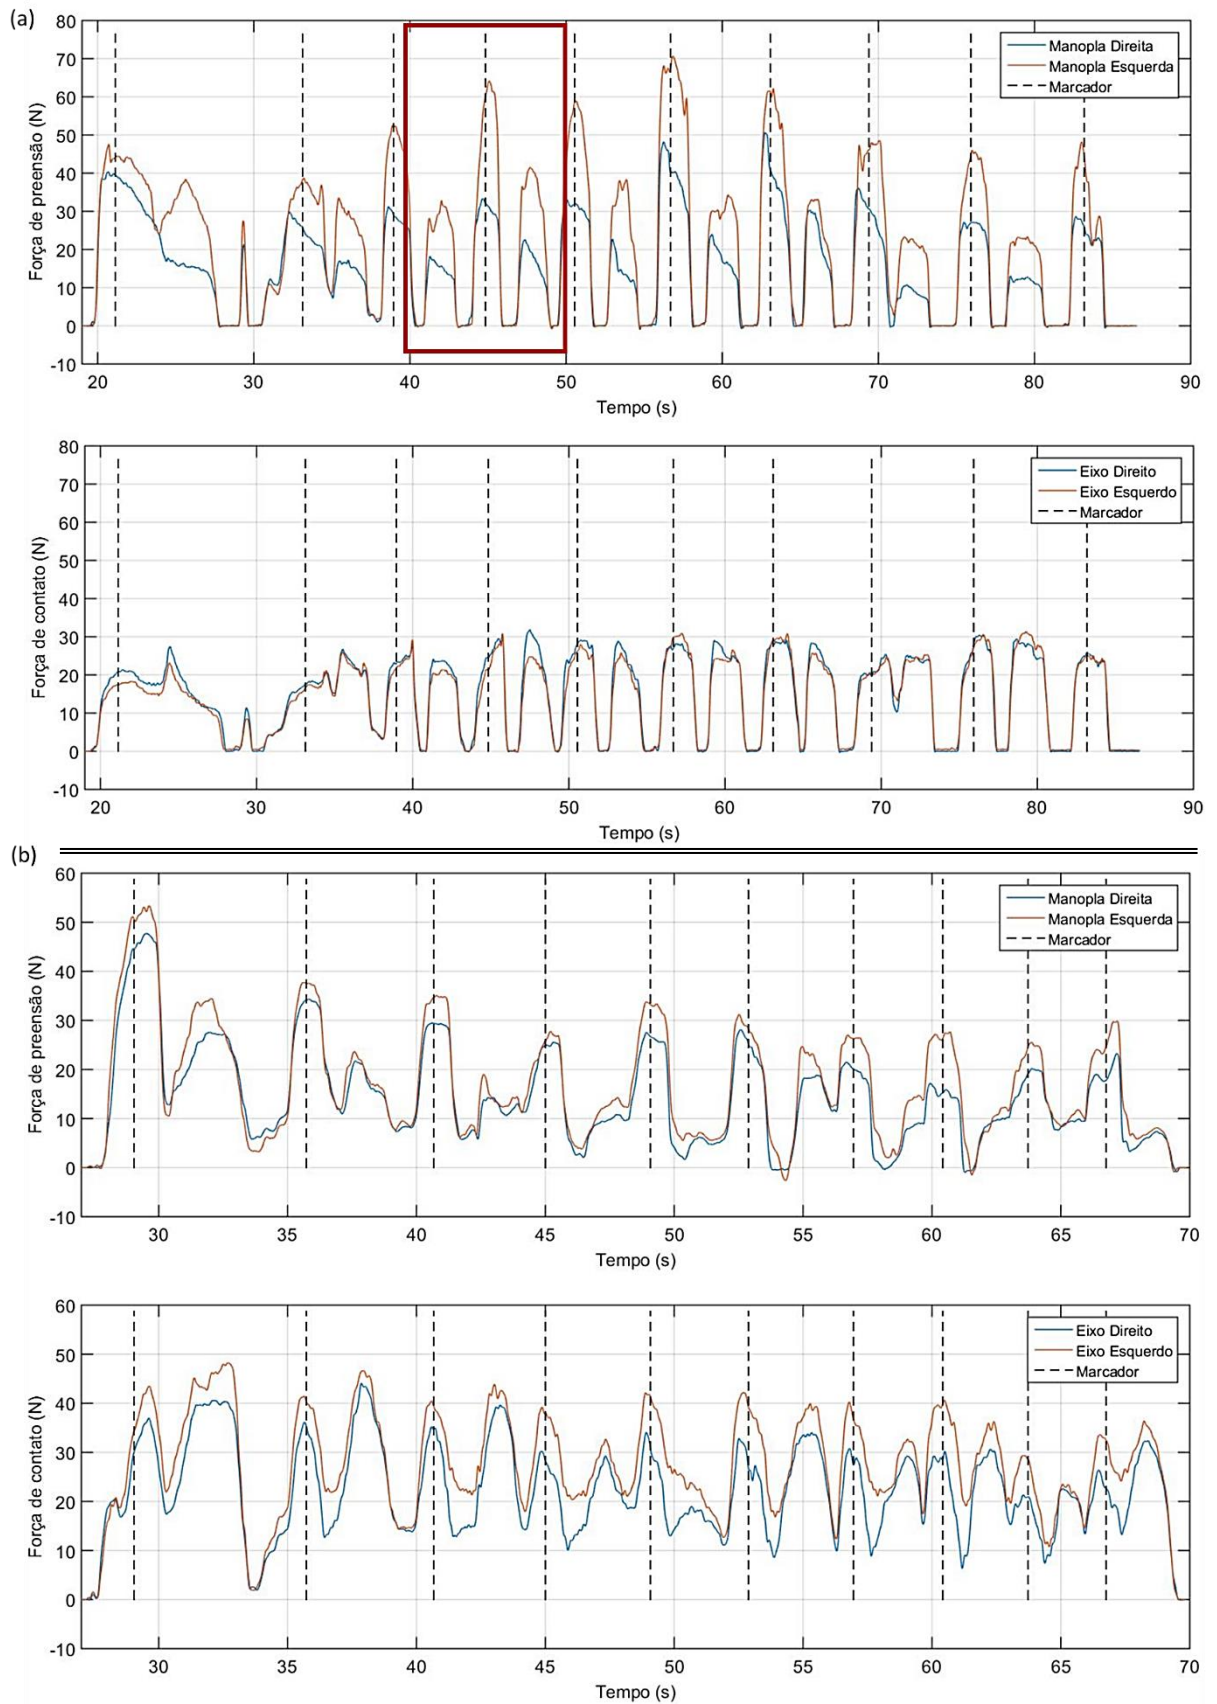 (a)
80
70
60
50
40
30
20
10
0
-10
Força de preensão (N)
Manopla Direita
Manopla Esquerda
Marcador
20 30 40 50 60 70 80 90
Tempo (s)
80
70
60
50
40
30
20
10
0
-10
Força de contato (N)
Eixo Direito
Eixo Esquerdo
Marcador
20 30 40 50 60 70 80 90
Tempo (s)
(b)
60
50
40
30
20
10
0
-10
Força de preensão (N)
Manopla Direita
Manopla Esquerda
Marcador
30 35 40 45 50 55 60 65 70
Tempo (s)
60
50
40
30
20
10
0
-10
Força de contato (N)
Eixo Direito
Eixo Esquerdo
Marcador
30 35 40 45 50 55 60 65 70
Tempo (s)